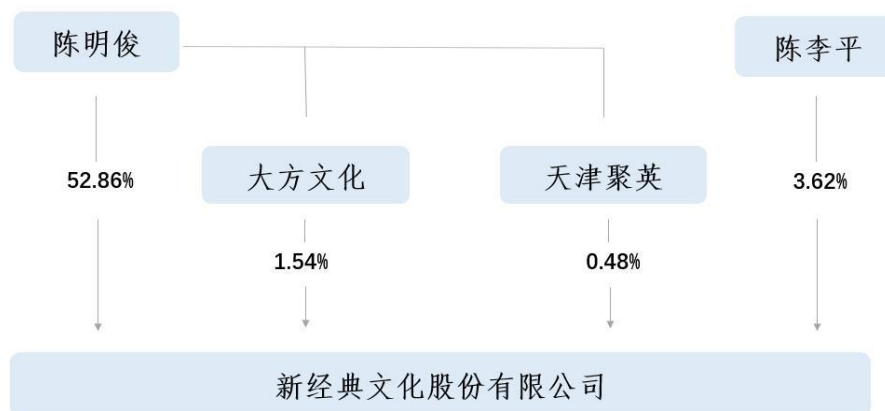 陈明俊
陈李平
大方文化
天津聚英
52.86%
3.62%
1.54%
0.48%
新经典文化股份有限公司